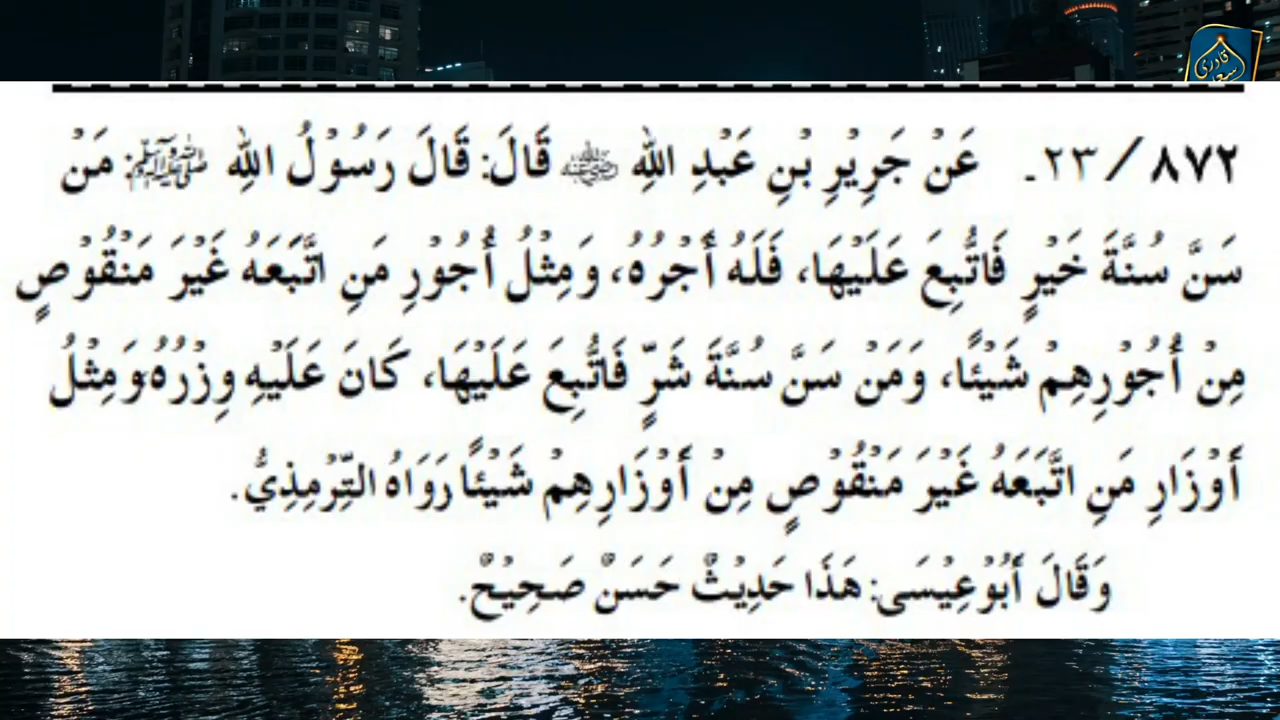 ٨٧٢ / ٢٣۔ عَنْ جَرِيْرِ بْنِ عَبْدِ اللهِ ﷛ قَالَ: قَالَ رَسُوْلُ اللهِ ﷺ: مَنْ
سَنَّ سُنَّةَ خَيْرٍ فَاتُّبِعَ عَلَيْهَا، فَلَهُ أَجْرُهُ، وَمِثْلُ أُجُوْرِ مَنِ اتَّبَعَهُ غَيْرَ مَنْقُوْصٍ
مِنْ أُجُوْرِهِمْ شَيْئًا، وَمَنْ سَنَّ سُنَّةَ شَرٍّ فَاتُّبِعَ عَلَيْهَا، كَانَ عَلَيْهِ وِزْرُهُ وَمِثْلُ
أَوْزَارِ مَنِ اتَّبَعَهُ غَيْرَ مَنْقُوْصٍ مِنْ أَوْزَارِهِمْ شَيْئًا رَوَاهُ التِّرْمِذِيُّ.
وَقَالَ أَبُوْعِيْسَى: هَذَا حَدِيْثٌ حَسَنٌ صَحِيْحٌ.